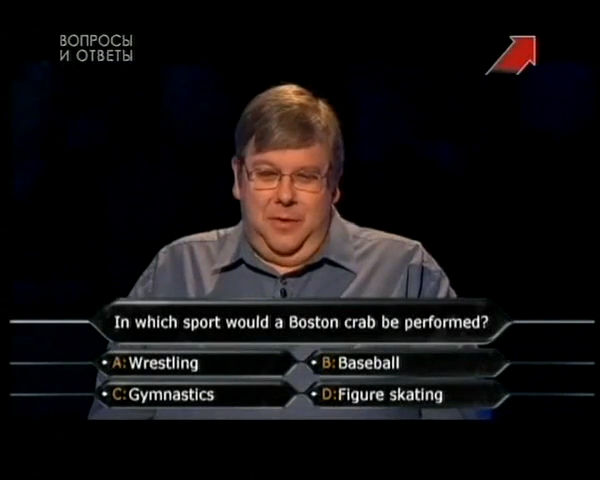 ВОПРОСЫ
И ОТВЕТЫ
In which sport would a Boston crab be performed?
A: Wrestling
B: Baseball
C: Gymnastics
D: Figure skating